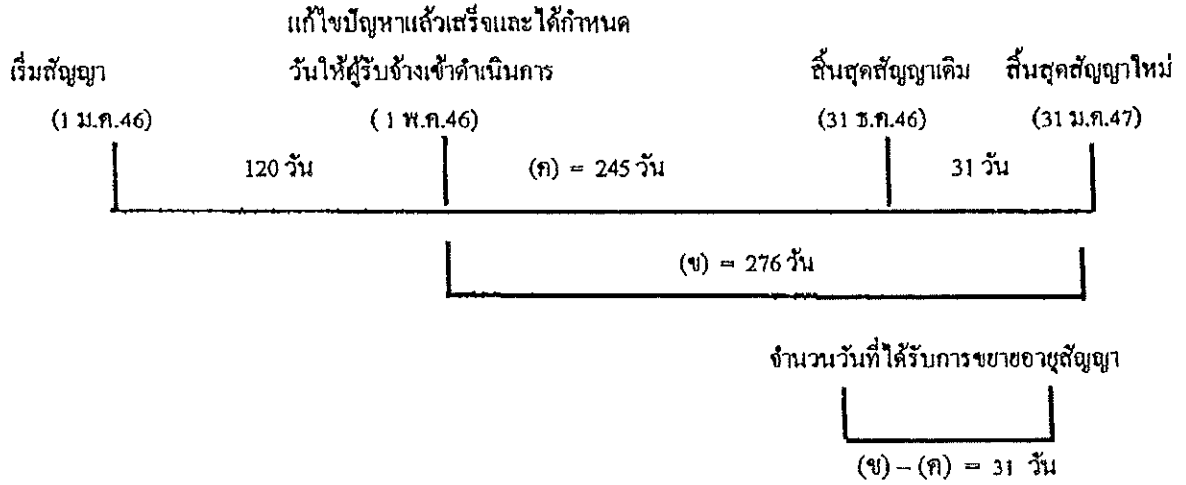 แก้ไขปัญหาแล้วเสร็จและได้กำหนด
เริ่มสัญญา วันให้ผู้รับจ้างเข้าดำเนินการ สิ้นสุดสัญญาเดิม สิ้นสุดสัญญาใหม่
(1 ม.ค.46) (1 พ.ค.46) (31 ธ.ค.46) (31 ม.ค.47)
120 วัน (ค) = 245 วัน 31 วัน
(ข) = 276 วัน
จำนวนวันที่ได้รับการขยายอายุสัญญา
(ข) – (ค) = 31 วัน